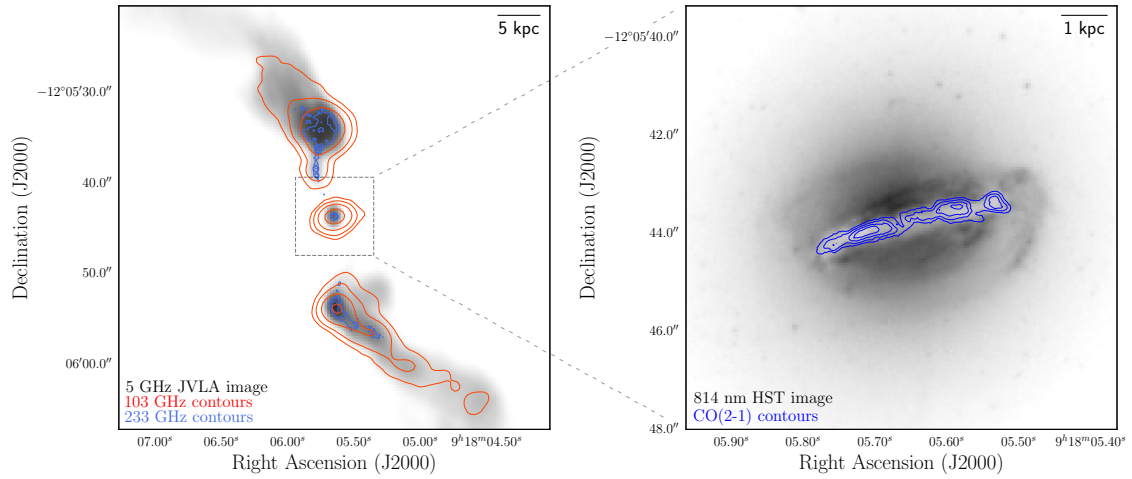 5 kpc
−12°05′30.0″
40.0″
50.0″
06′00.0″
Declination (J2000)
5 GHz JVLA image
103 GHz contours
233 GHz contours
07.00ˢ 06.50ˢ 06.00ˢ 05.50ˢ 05.00ˢ 9ʰ18ᵐ04.50ˢ
Right Ascension (J2000)
1 kpc
−12°05′40.0″
42.0″
44.0″
46.0″
48.0″
Declination (J2000)
814 nm HST image
CO(2-1) contours
05.90ˢ 05.80ˢ 05.70ˢ 05.60ˢ 05.50ˢ 9ʰ18ᵐ05.40ˢ
Right Ascension (J2000)